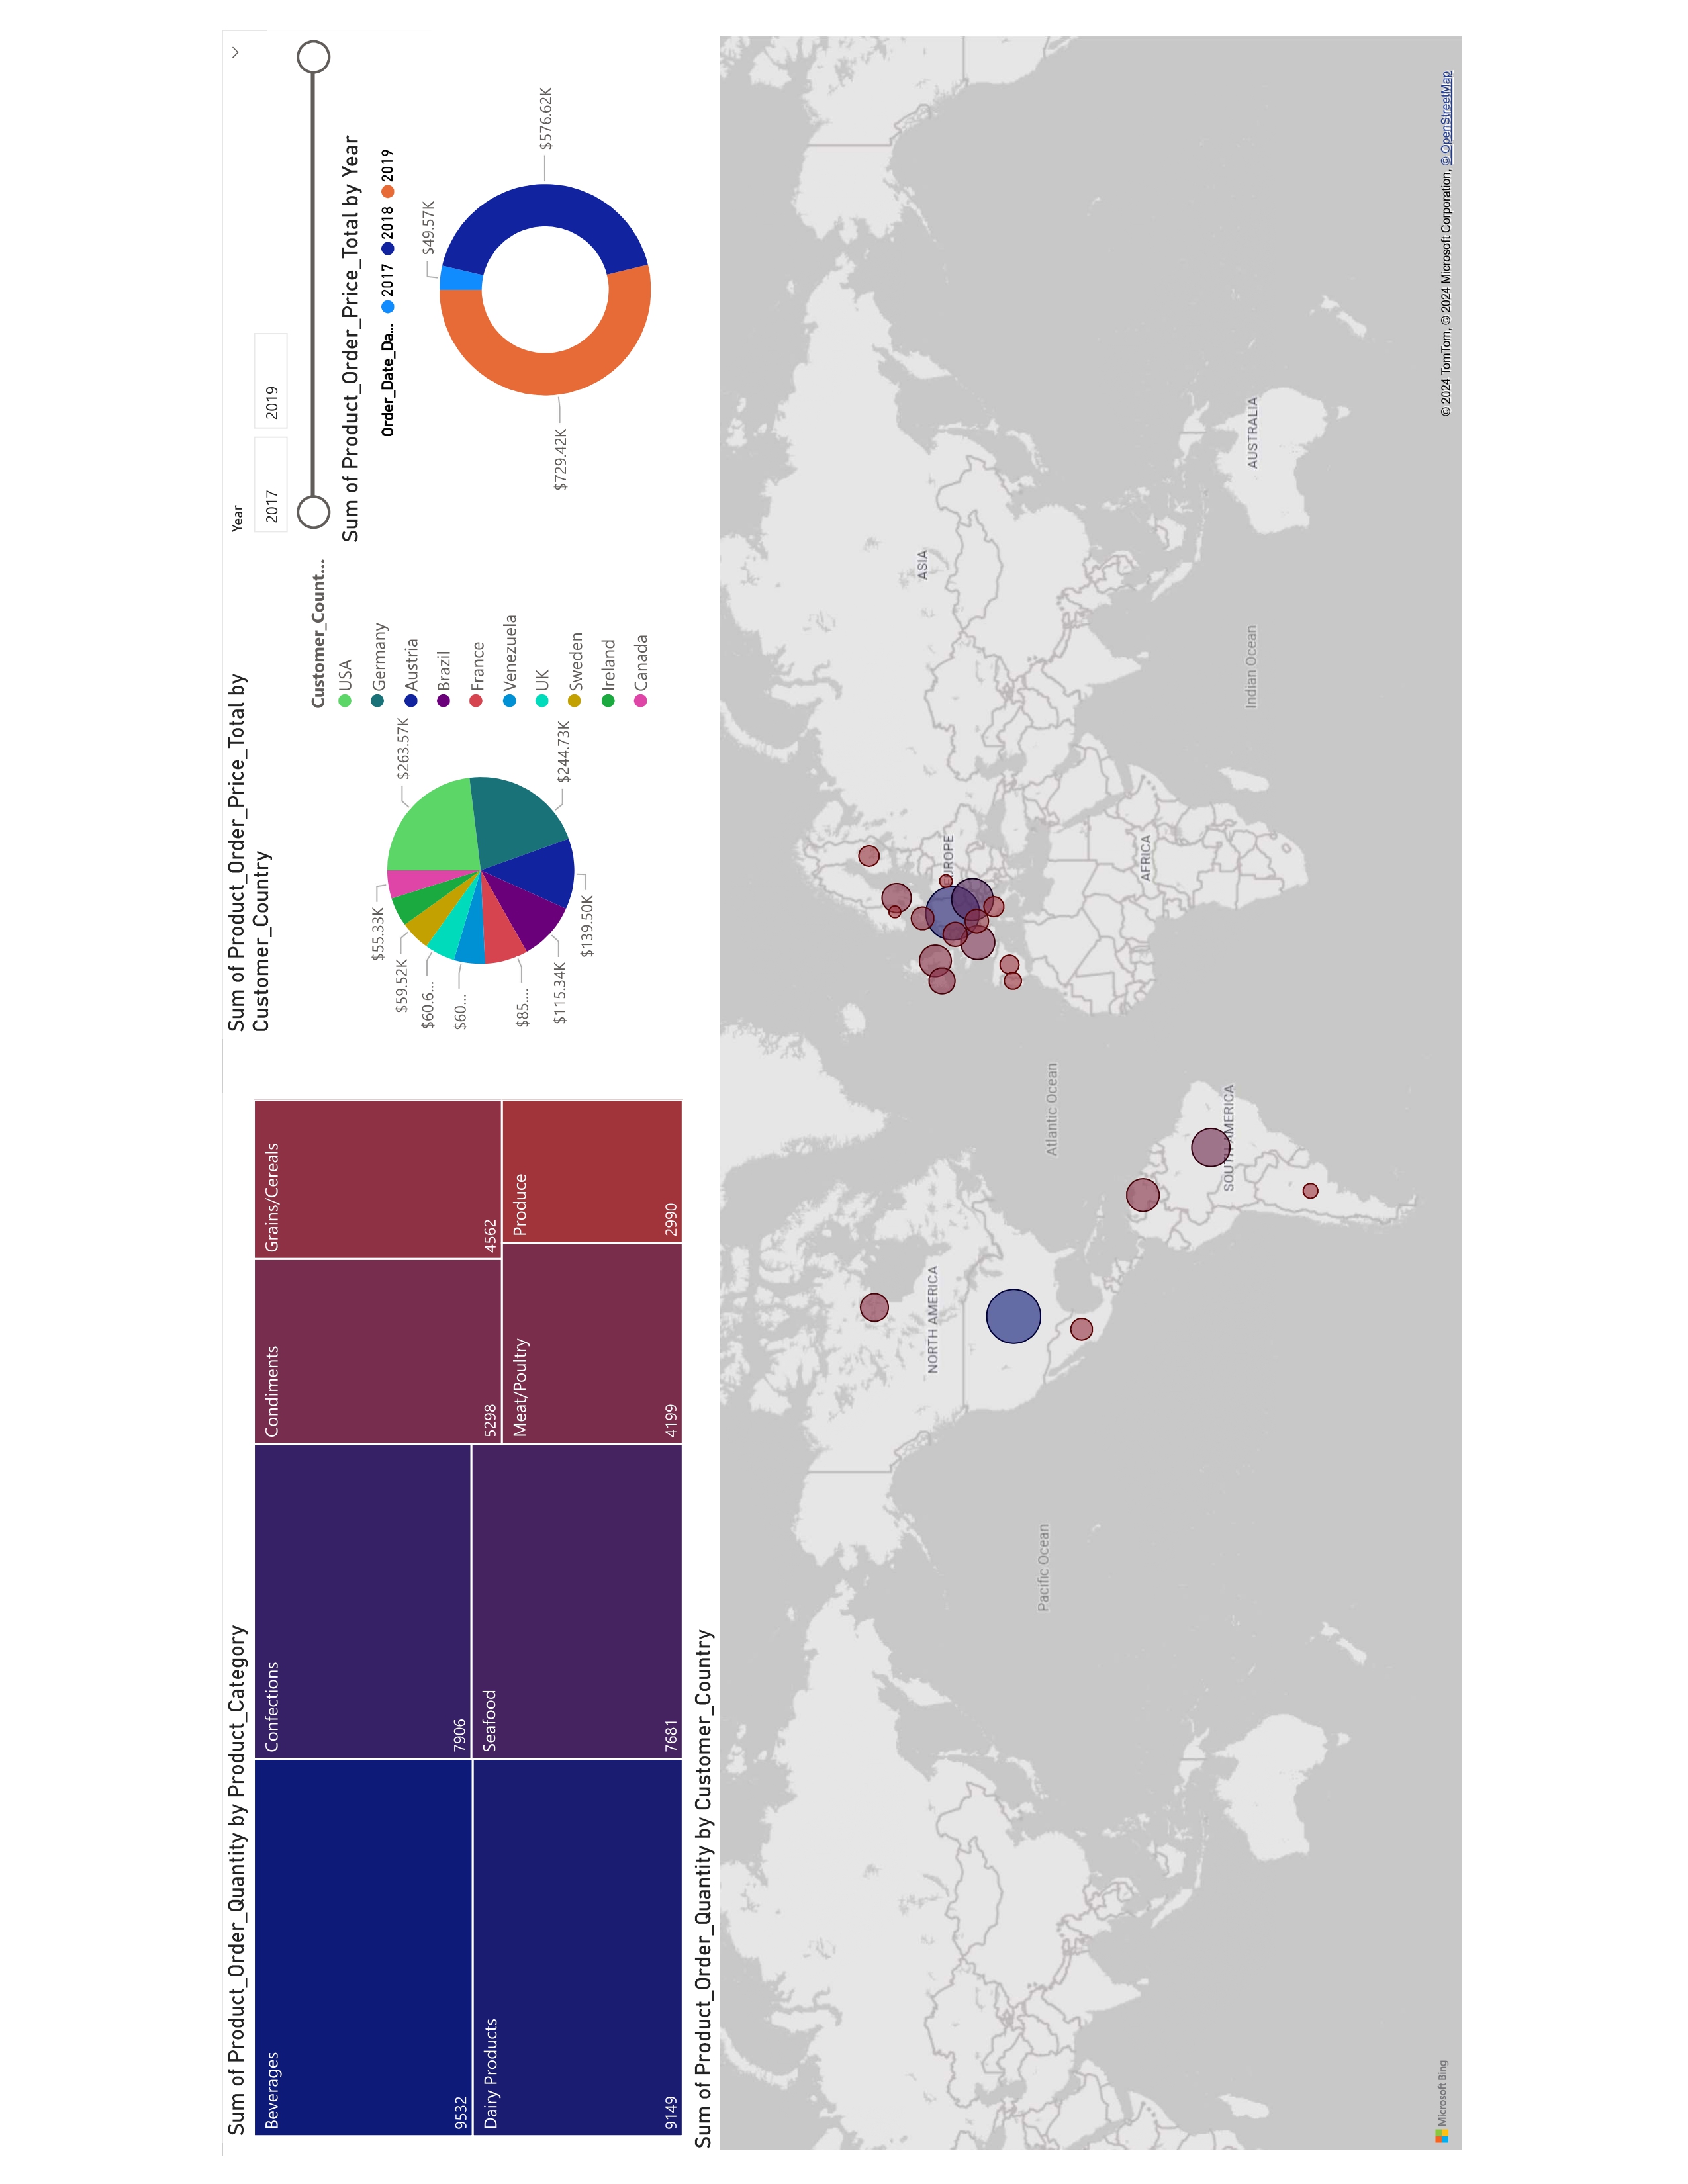 Sum of Product_Order_Quantity by Product_Category
Beverages
9532
Dairy Products
9149
Confections
7906
Seafood
7681
Condiments
5298
Grains/Cereals
4562
Meat/Poultry
4199
Produce
2990
Sum of Product_Order_Price_Total by
Customer_Country
$263.57K
$244.73K
$139.50K
$115.34K
$85....
$60...
$60.6...
$59.52K
$55.33K
Customer_Count...
USA
Germany
Austria
Brazil
France
Venezuela
UK
Sweden
Ireland
Canada
Year
2017 2019
Sum of Product_Order_Price_Total by Year
Order_Date_Da... 2017 2018 2019
$49.57K
$576.62K
$729.42K
Sum of Product_Order_Quantity by Customer_Country
NORTH AMERICA
EUROPE
ASIA
Pacific Ocean
Atlantic Ocean
AFRICA
SOUTH AMERICA
Indian Ocean
AUSTRALIA
Microsoft Bing
© 2024 TomTom, © 2024 Microsoft Corporation, © OpenStreetMap